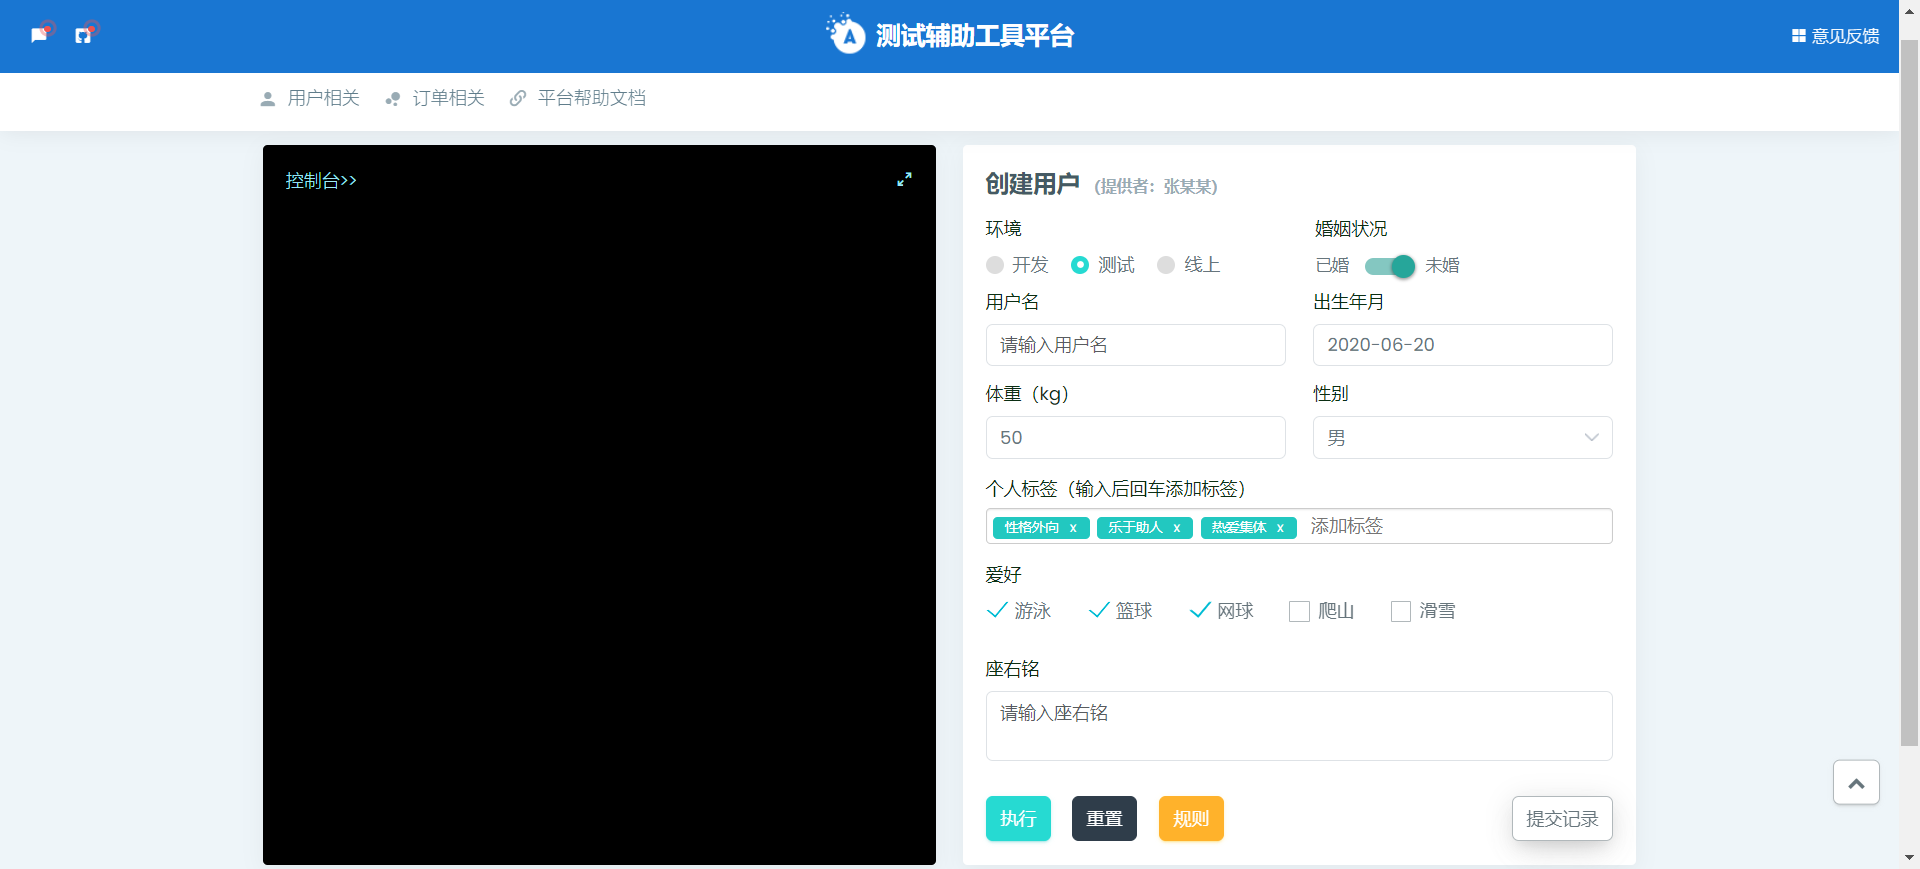 测试辅助工具平台
意见反馈
用户相关 订单相关 平台帮助文档
控制台>>
创建用户 (提供者：张某某)
环境 婚姻状况
开发 测试 线上 已婚 未婚
用户名 出生年月
请输入用户名 2020-06-20
体重（kg） 性别
50 男
个人标签（输入后回车添加标签）
性格外向 x 乐于助人 x 热爱集体 x 添加标签
爱好
游泳 篮球 网球 爬山 滑雪
座右铭
请输入座右铭
执行 重置 规则 提交记录